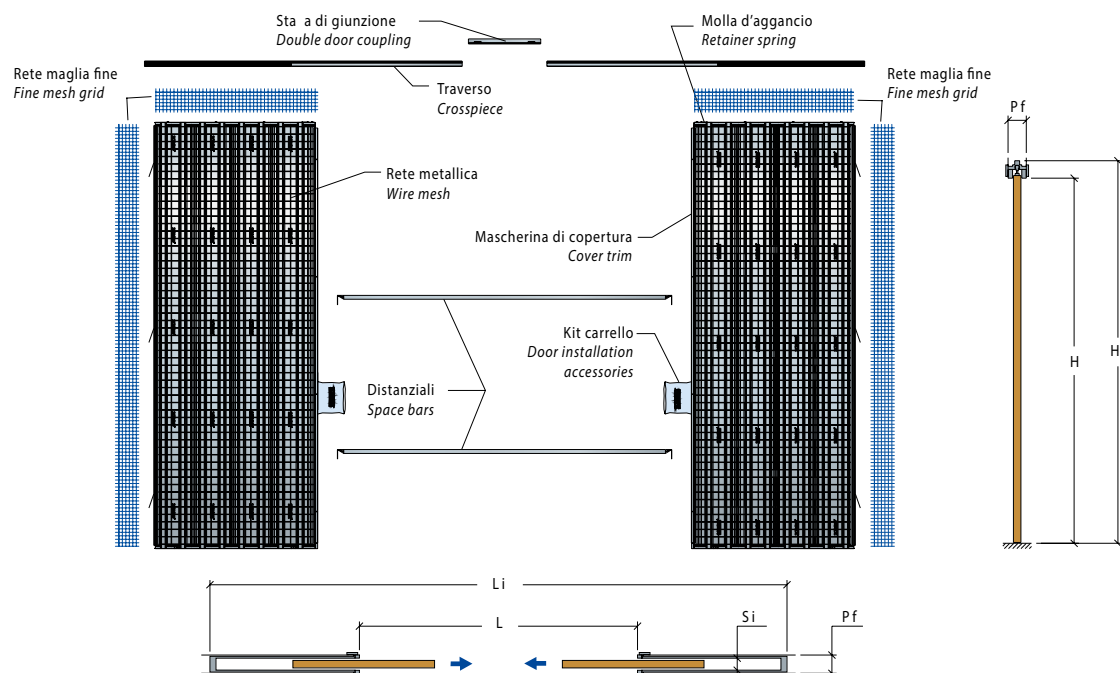 Sta a di giunzione
Double door coupling
Molla d’aggancio
Retainer spring
Rete maglia fine
Fine mesh grid
Traverso
Crosspiece
Rete maglia fine
Fine mesh grid
Pf
Rete metallica
Wire mesh
Mascherina di copertura
Cover trim
Kit carrello
Door installation
accessories
Distanziali
Space bars
H
H
Li
L
Si
Pf